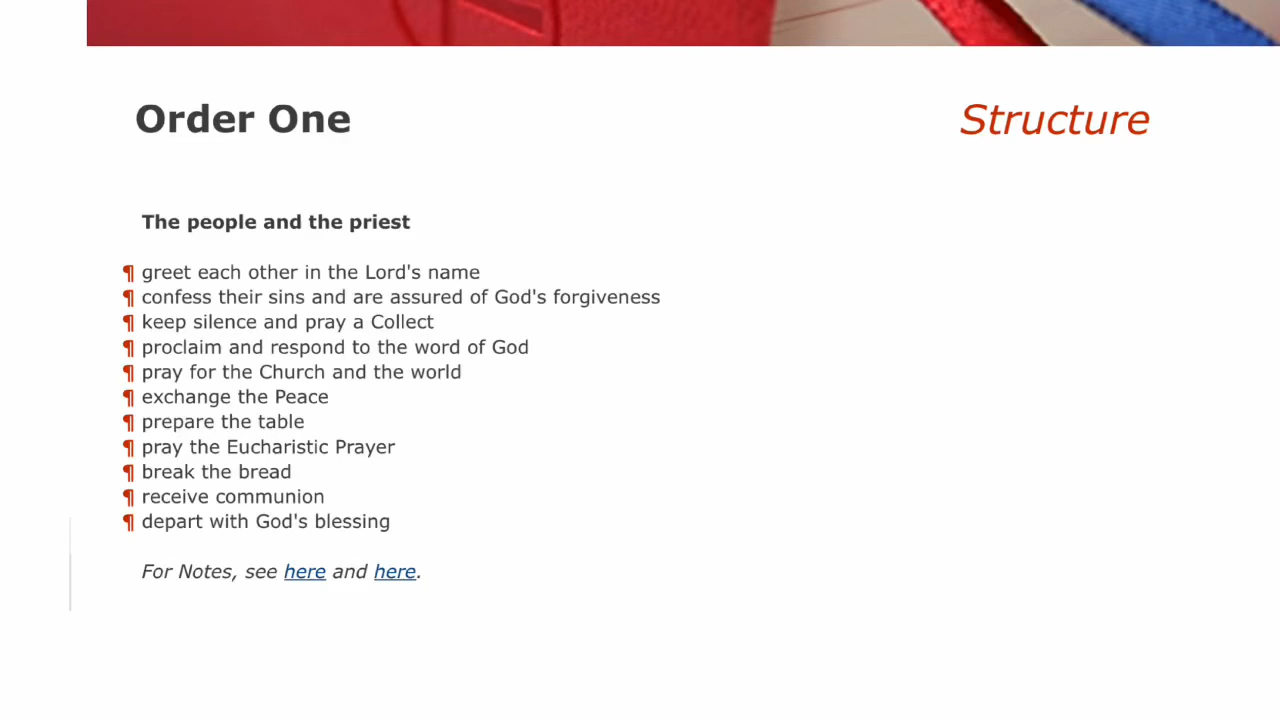 Order One
Structure
The people and the priest
¶ greet each other in the Lord's name
¶ confess their sins and are assured of God's forgiveness
¶ keep silence and pray a Collect
¶ proclaim and respond to the word of God
¶ pray for the Church and the world
¶ exchange the Peace
¶ prepare the table
¶ pray the Eucharistic Prayer
¶ break the bread
¶ receive communion
¶ depart with God's blessing
For Notes, see here and here.